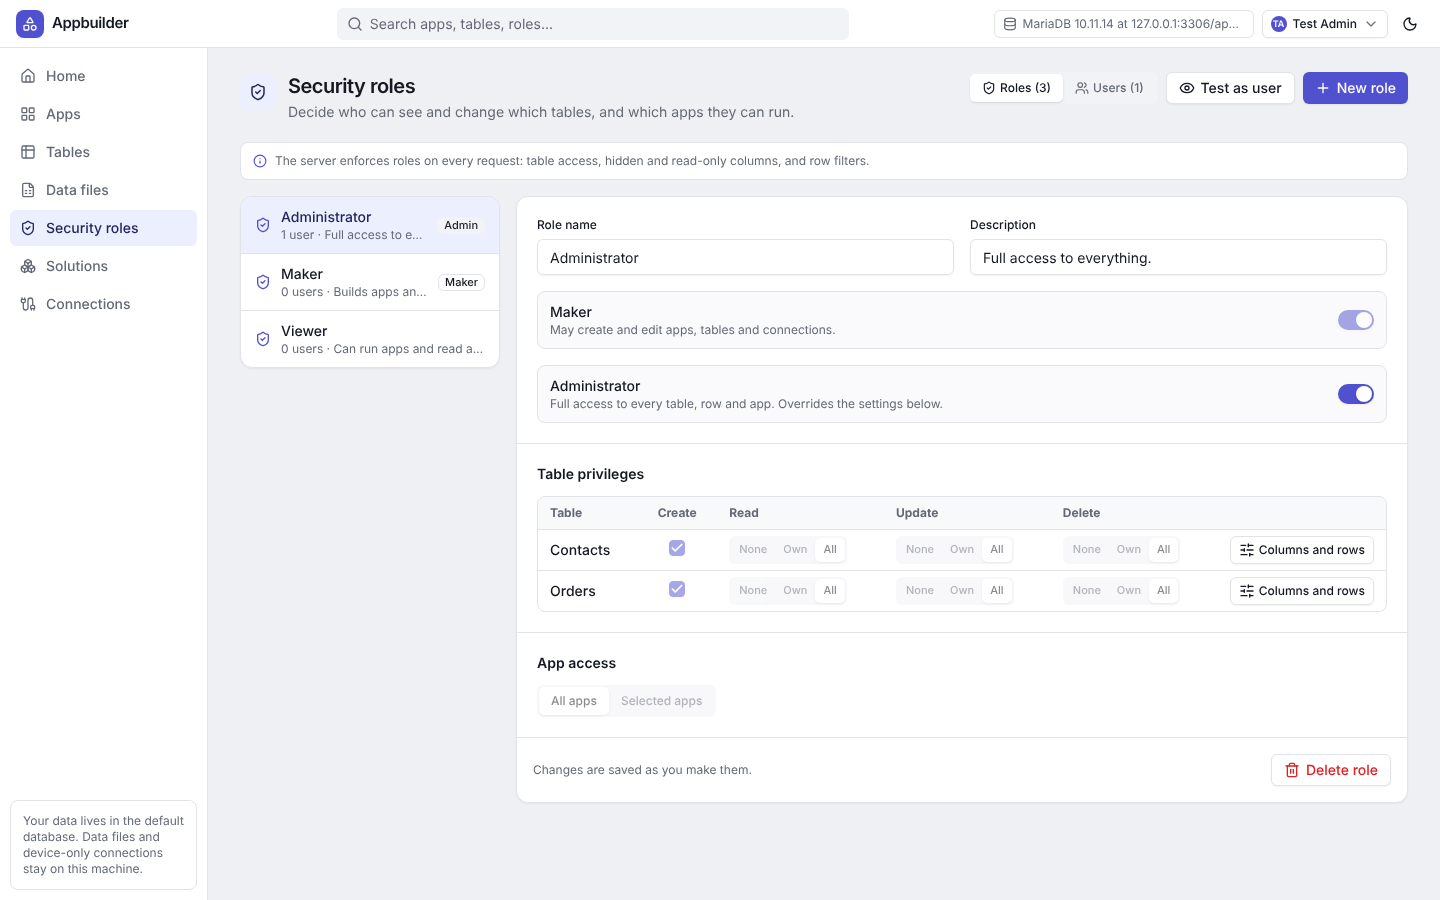 Appbuilder
Search apps, tables, roles...
MariaDB 10.11.14 at 127.0.0.1:3306/ap...
TA Test Admin
Home
Apps
Tables
Data files
Security roles
Solutions
Connections
Your data lives in the default
database. Data files and
device-only connections
stay on this machine.
Security roles
Decide who can see and change which tables, and which apps they can run.
Roles (3)
Users (1)
Test as user
New role
The server enforces roles on every request: table access, hidden and read-only columns, and row filters.
Administrator
1 user · Full access to e...
Admin
Maker
0 users · Builds apps an...
Maker
Viewer
0 users · Can run apps and read a...
Role name
Description
Administrator
Full access to everything.
Maker
May create and edit apps, tables and connections.
Administrator
Full access to every table, row and app. Overrides the settings below.
Table privileges
Table Create Read Update Delete
Contacts None Own All None Own All None Own All Columns and rows
Orders None Own All None Own All None Own All Columns and rows
App access
All apps Selected apps
Changes are saved as you make them.
Delete role